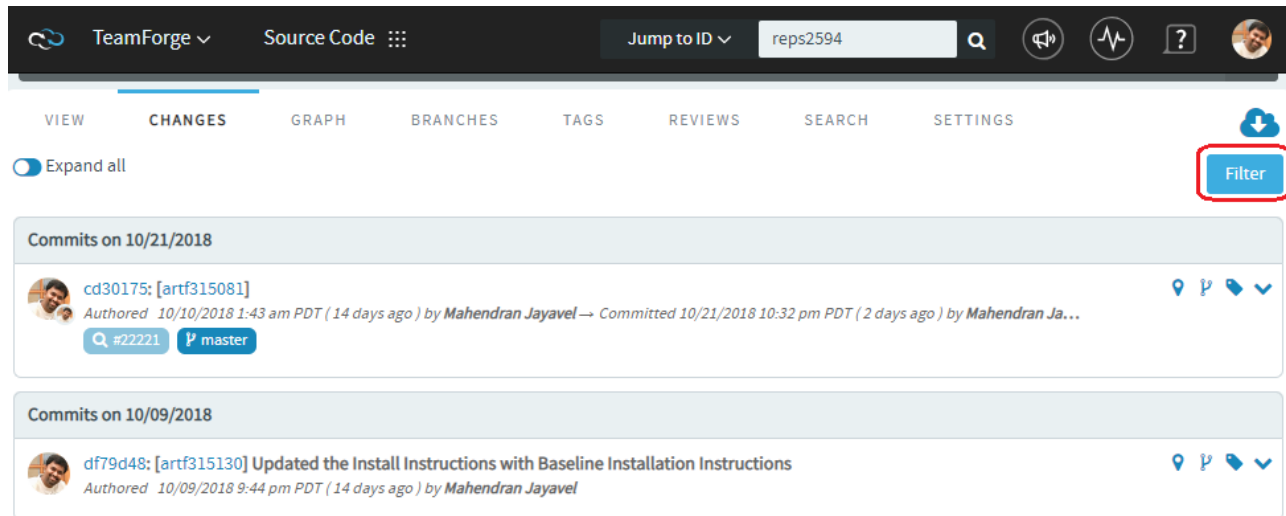 TeamForge Source Code Jump to ID reps2594 ?
VIEW CHANGES GRAPH BRANCHES TAGS REVIEWS SEARCH SETTINGS
Expand all
Filter
Commits on 10/21/2018
cd30175: [artf315081]
Authored 10/10/2018 1:43 am PDT ( 14 days ago ) by Mahendran Jayavel → Committed 10/21/2018 10:32 pm PDT ( 2 days ago ) by Mahendran Ja...
#22221 master
Commits on 10/09/2018
df79d48: [artf315130] Updated the Install Instructions with Baseline Installation Instructions
Authored 10/09/2018 9:44 pm PDT ( 14 days ago ) by Mahendran Jayavel